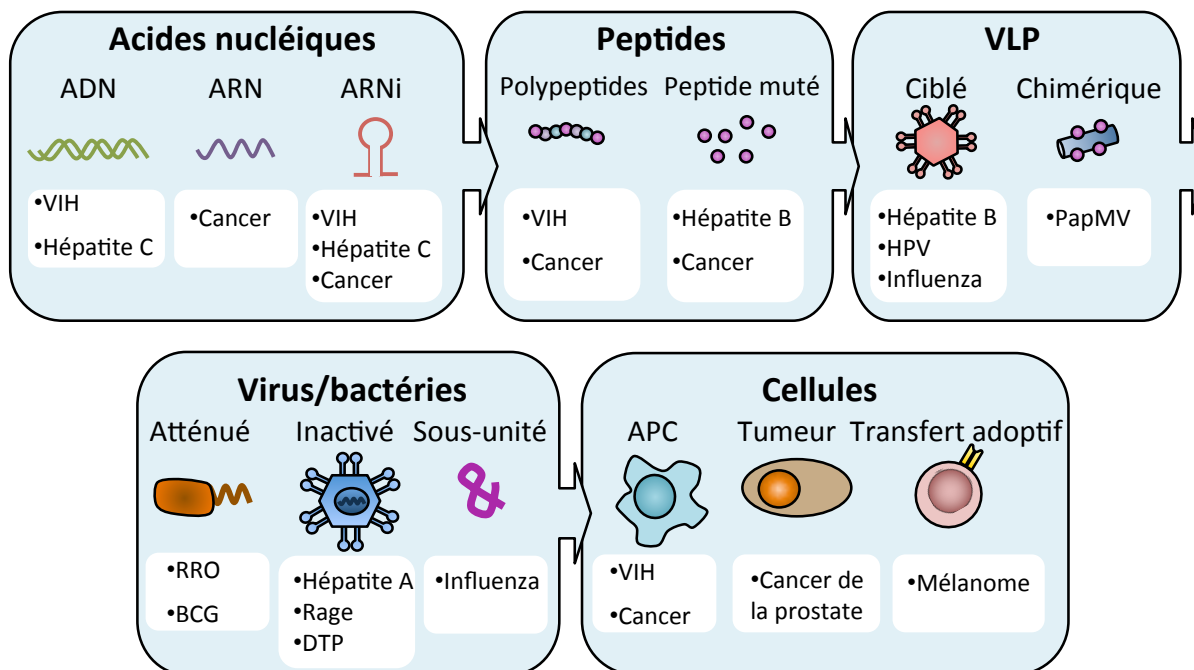 Acides nucléiques
ADN
ARN
ARNi
•VIH
•Hépatite C
•Cancer
•VIH
•Hépatite C
•Cancer
Peptides
Polypeptides
Peptide muté
•VIH
•Cancer
•Hépatite B
•Cancer
VLP
Ciblé
Chimérique
•Hépatite B
•HPV
•Influenza
•PapMV
Virus/bactéries
Atténué
Inactivé
Sous-unité
•RRO
•BCG
•Hépatite A
•Rage
•DTP
•Influenza
Cellules
APC
Tumeur
Transfert adoptif
•VIH
•Cancer
•Cancer de
la prostate
•Mélanome